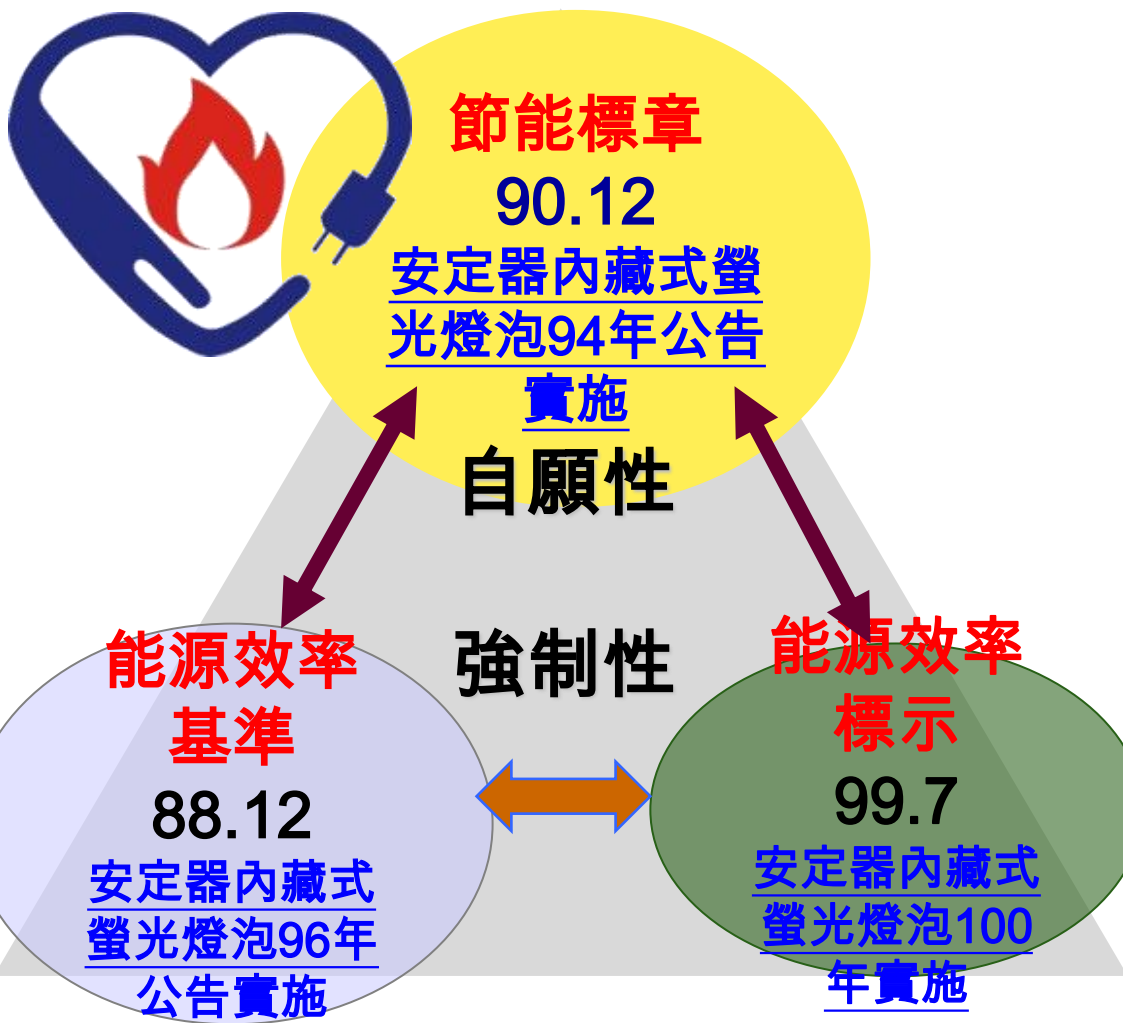 節能標章
90.12
安定器內藏式螢
光燈泡94年公告
實施
自願性
強制性
能源效率
基準
88.12
安定器內藏式
螢光燈泡96年
公告實施
能源效率
標示
99.7
安定器內藏式
螢光燈泡100
年實施